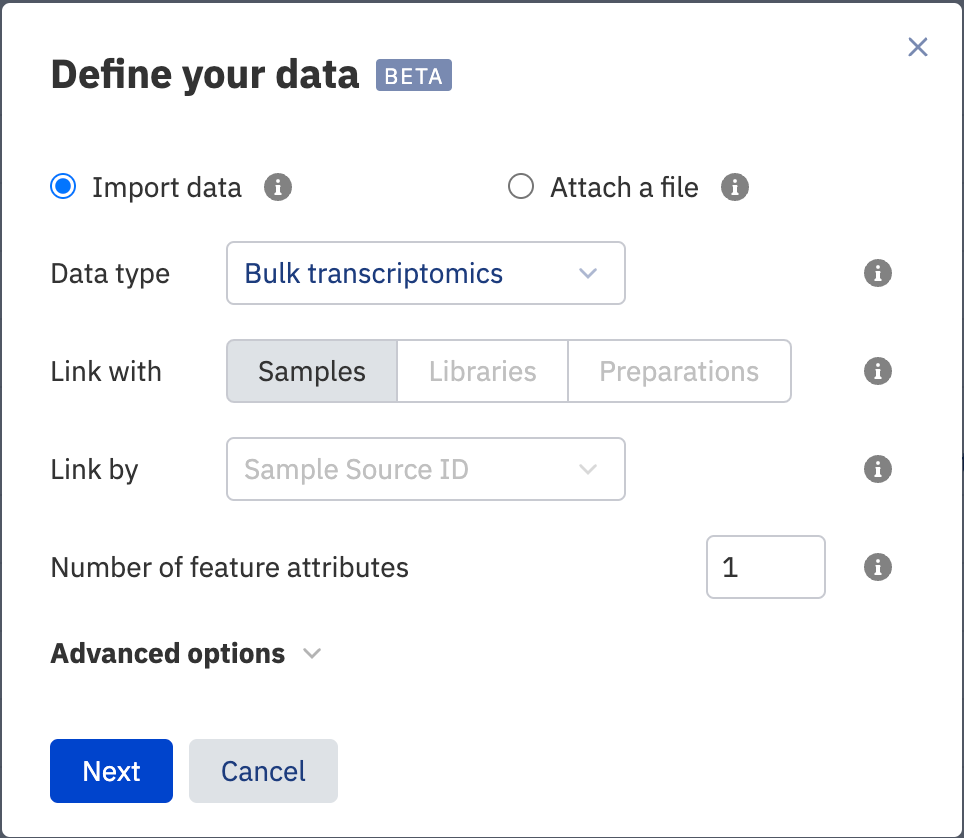 Define your data BETA
Import data Attach a file
Data type Bulk transcriptomics
Link with Samples Libraries Preparations
Link by Sample Source ID
Number of feature attributes 1
Advanced options
Next Cancel